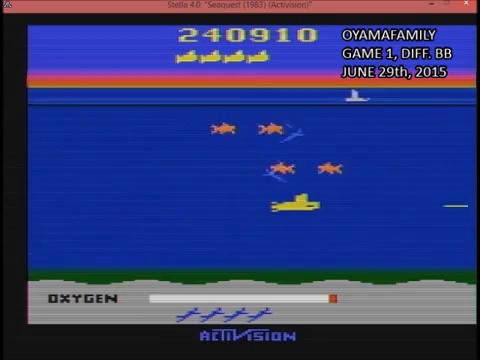 Stella 4.0: "Seaquest (1983) (Activision)"
240910
OYAMAFAMILY
GAME 1, DIFF. BB
JUNE 29th, 2015
OXYGEN
ACTIVISION